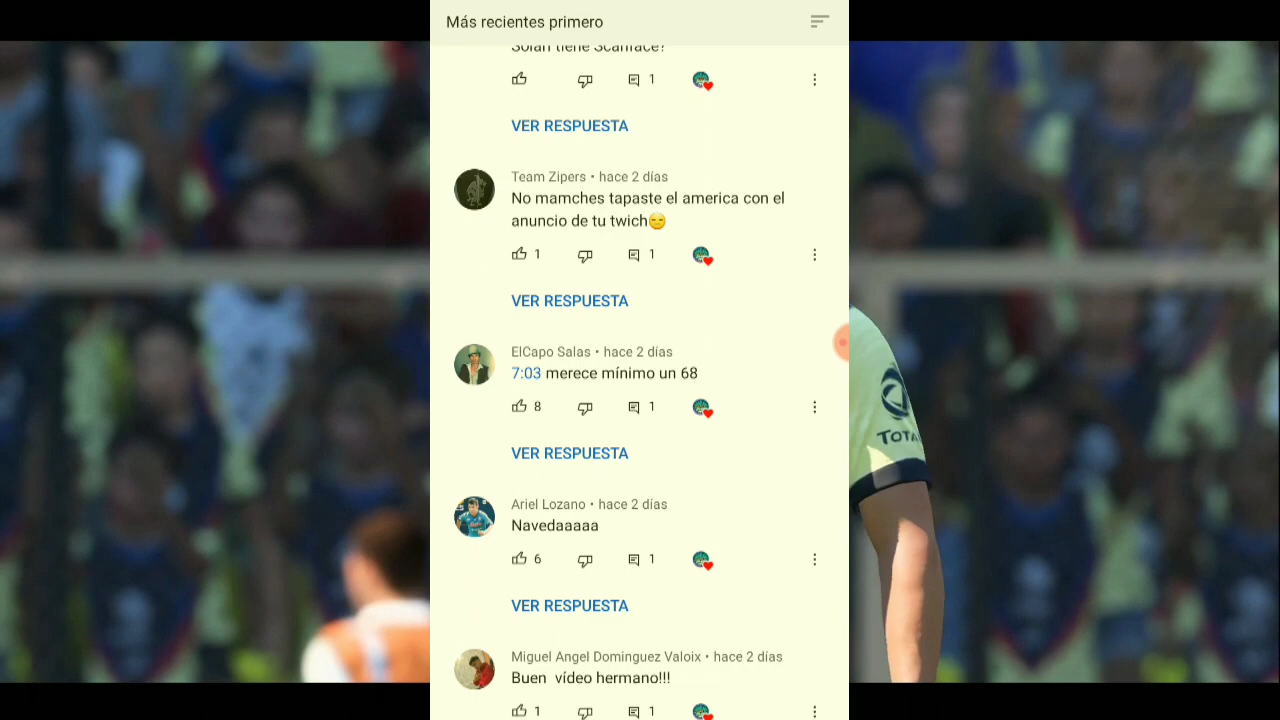 Más recientes primero
Solari tiene Scanface?
1
VER RESPUESTA
Team Zipers • hace 2 días
No mamches tapaste el america con el
anuncio de tu twich😑
1 1
VER RESPUESTA
ElCapo Salas • hace 2 días
7:03 merece mínimo un 68
8 1
VER RESPUESTA
Ariel Lozano • hace 2 días
Navedaaaaa
6 1
VER RESPUESTA
Miguel Angel Dominguez Valoix • hace 2 días
Buen vídeo hermano!!!
1 1